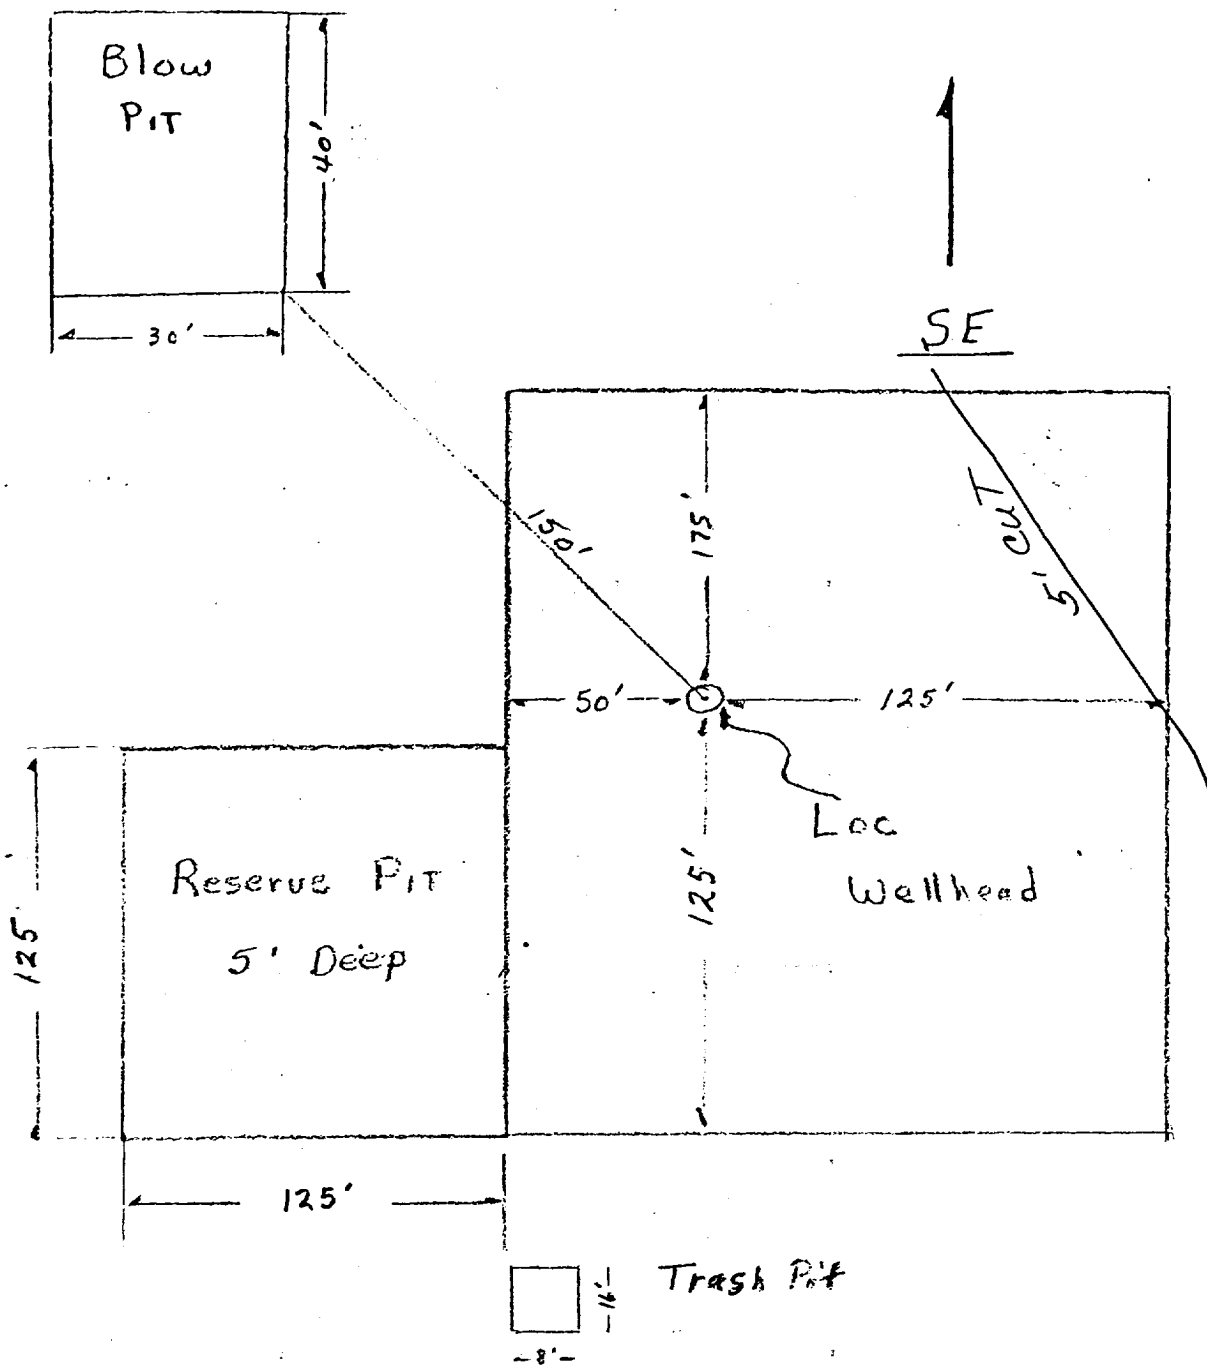 Blow
PIT
40'
30'
SE
5' CUT
150'
175'
50'
125'
Loc
Wellhead
125'
Reserve PIT
5' Deep
125'
125'
Trash Pit
16'
8'